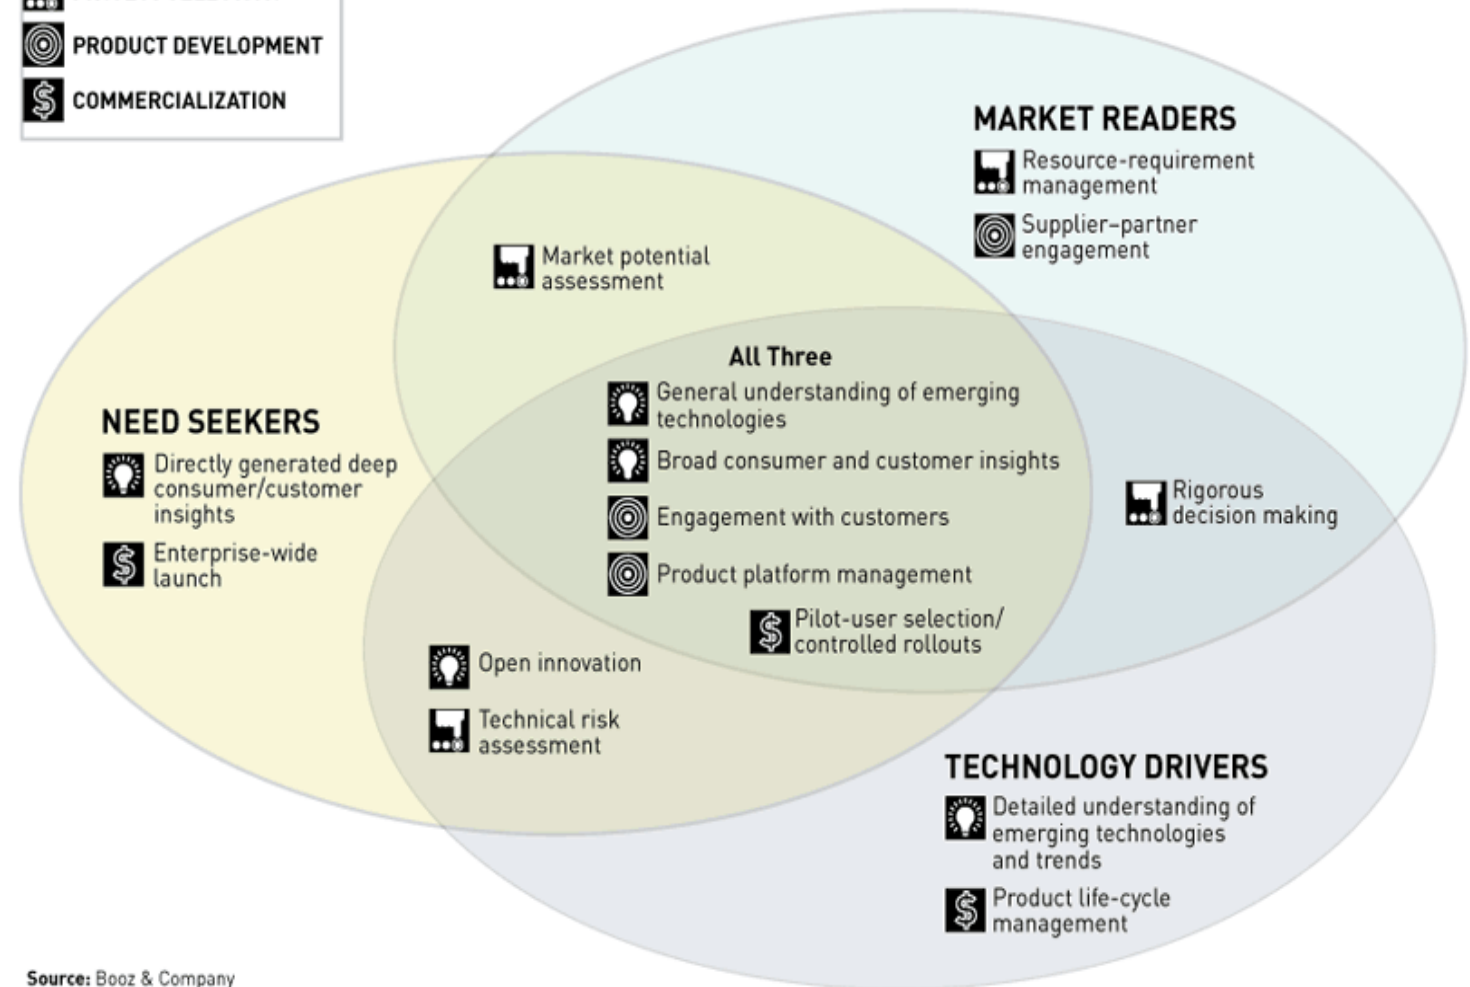 PRODUCT DEVELOPMENT
COMMERCIALIZATION
MARKET READERS
Resource-requirement
management
Supplier–partner
engagement
Market potential
assessment
All Three
General understanding of emerging
technologies
Broad consumer and customer insights
Engagement with customers
Product platform management
Pilot-user selection/
controlled rollouts
NEED SEEKERS
Directly generated deep
consumer/customer
insights
Enterprise-wide
launch
Rigorous
decision making
Open innovation
Technical risk
assessment
TECHNOLOGY DRIVERS
Detailed understanding of
emerging technologies
and trends
Product life-cycle
management
Source: Booz & Company